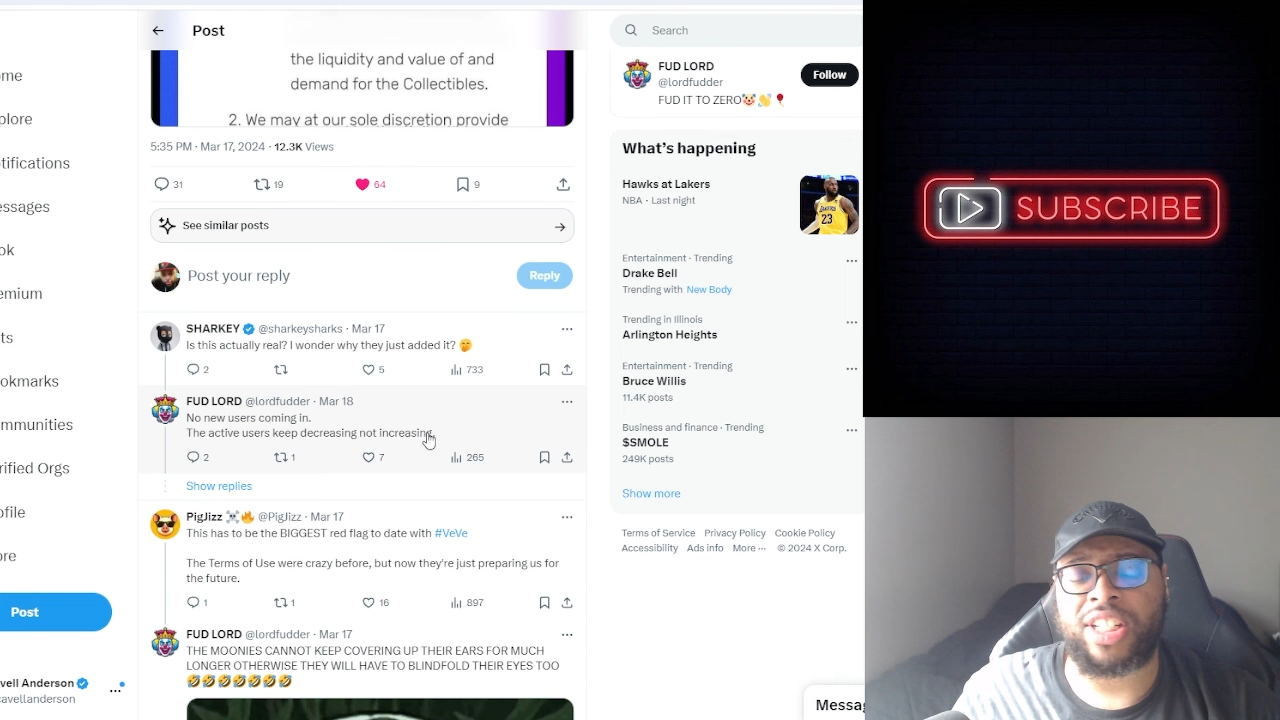 Post
Search
the liquidity and value of and
demand for the Collectibles.
2. We may at our sole discretion provide
5:35 PM · Mar 17, 2024 · 12.3K Views
31
19
64
9
See similar posts
Post your reply
Reply
SHARKEY @sharkeysharks · Mar 17
Is this actually real? I wonder why they just added it? 🤭
2
5
733
FUD LORD @lordfudder · Mar 18
No new users coming in.
The active users keep decreasing not increasing.
2
1
7
265
Show replies
PigJizz ☠️🔥 @PigJizz · Mar 17
This has to be the BIGGEST red flag to date with #VeVe
The Terms of Use were crazy before, but now they're just preparing us for
the future.
1
1
16
897
FUD LORD @lordfudder · Mar 17
THE MOONIES CANNOT KEEP COVERING UP THEIR EARS FOR MUCH
LONGER OTHERWISE THEY WILL HAVE TO BLINDFOLD THEIR EYES TOO
🤣🤣🤣🤣🤣🤣🤣
ome
plore
otifications
essages
ok
emium
ts
okmarks
mmunities
rified Orgs
ofile
ore
Post
avell Anderson
cavellanderson
FUD LORD
@lordfudder
FUD IT TO ZERO🤡👏🎈
Follow
What's happening
Hawks at Lakers
NBA · Last night
LAKERS
23
Entertainment · Trending
Drake Bell
Trending with New Body
Trending in Illinois
Arlington Heights
Entertainment · Trending
Bruce Willis
11.4K posts
Business and finance · Trending
$SMOLE
249K posts
Show more
Terms of Service Privacy Policy Cookie Policy
Accessibility Ads info More ··· © 2024 X Corp.
Messag
SUBSCRIBE